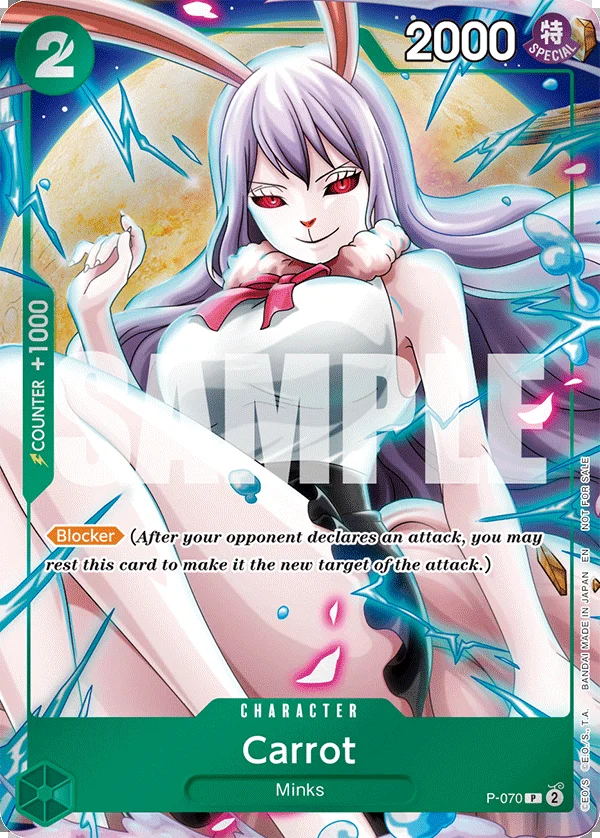 2
2000
特
SPECIAL
COUNTER +1000
SAMPLE
Blocker (After your opponent declares an attack, you may
rest this card to make it the new target of the attack.)
CHARACTER
Carrot
Minks
P-070 P 2
©E.O/S ©E.O./S., T.A. BANDAI MADE IN JAPAN EN NOT FOR SALE